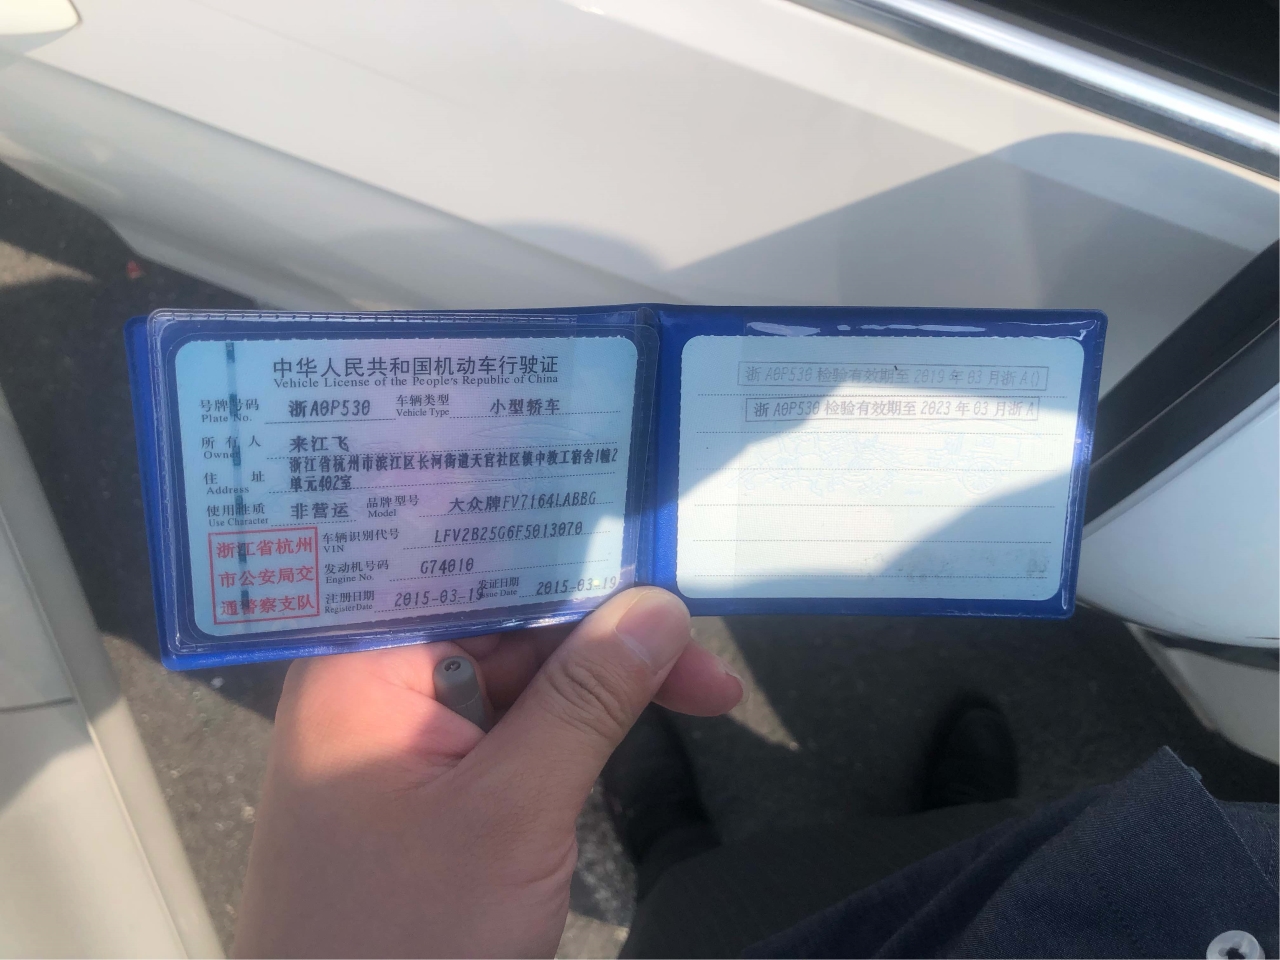 中华人民共和国机动车行驶证
Vehicle License of the People's Republic of China
号牌号码 浙A0P530 车辆类型 小型轿车
Plate No. Vehicle Type
所有人 来江飞
Owner
住址 浙江省杭州市滨江区长河街道天官社区镇中教工宿舍1幢2
Address 单元402室
使用性质 非营运 品牌型号 大众牌FV7164LABBG
Use Character Model
浙江省杭州
市公安局交
通警察支队
车辆识别代号 LFV2B25G6F5013070
VIN
发动机号码 G74010
Engine No.
注册日期 2015-03-19 发证日期 2015-03-19
Register Date Issue Date
浙A0P530检验有效期至2019年03月浙A()
浙A0P530检验有效期至2023年03月浙A